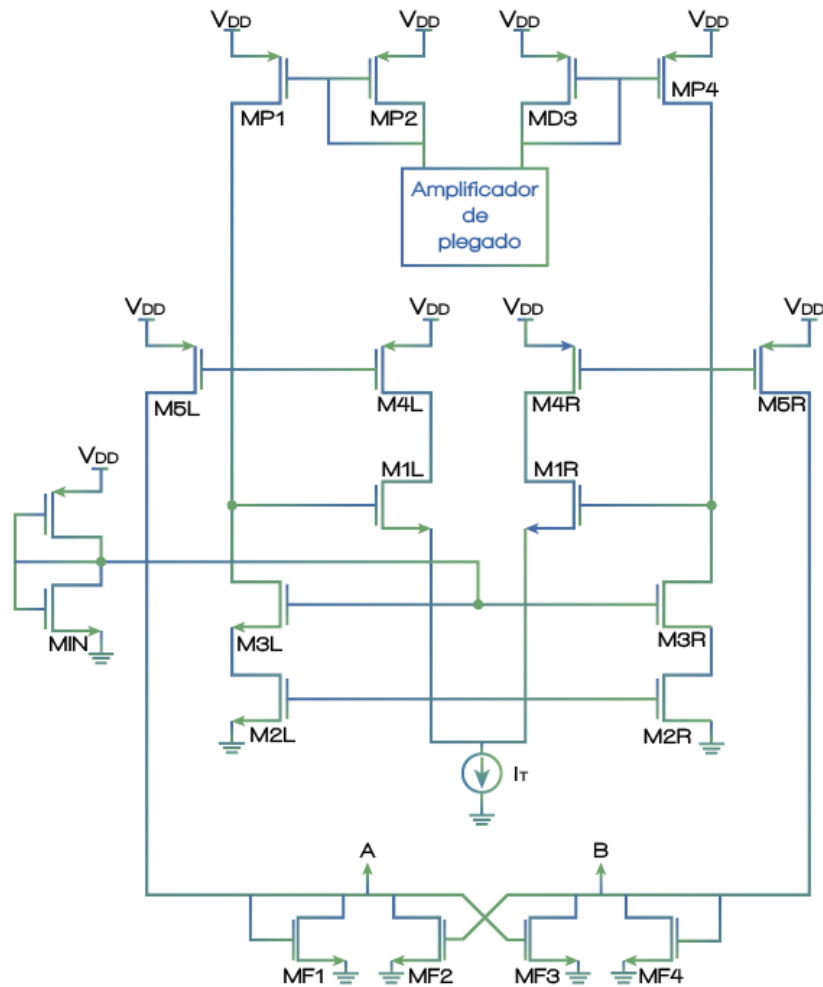 VDD VDD VDD VDD
MP1 MP2 MD3 MP4
Amplificador
de
plegado
VDD VDD VDD VDD
M5L M4L M4R M5R
M1L M1R
VDD
MIN
M3L M3R
M2L M2R
IT
A B
MF1 MF2 MF3 MF4